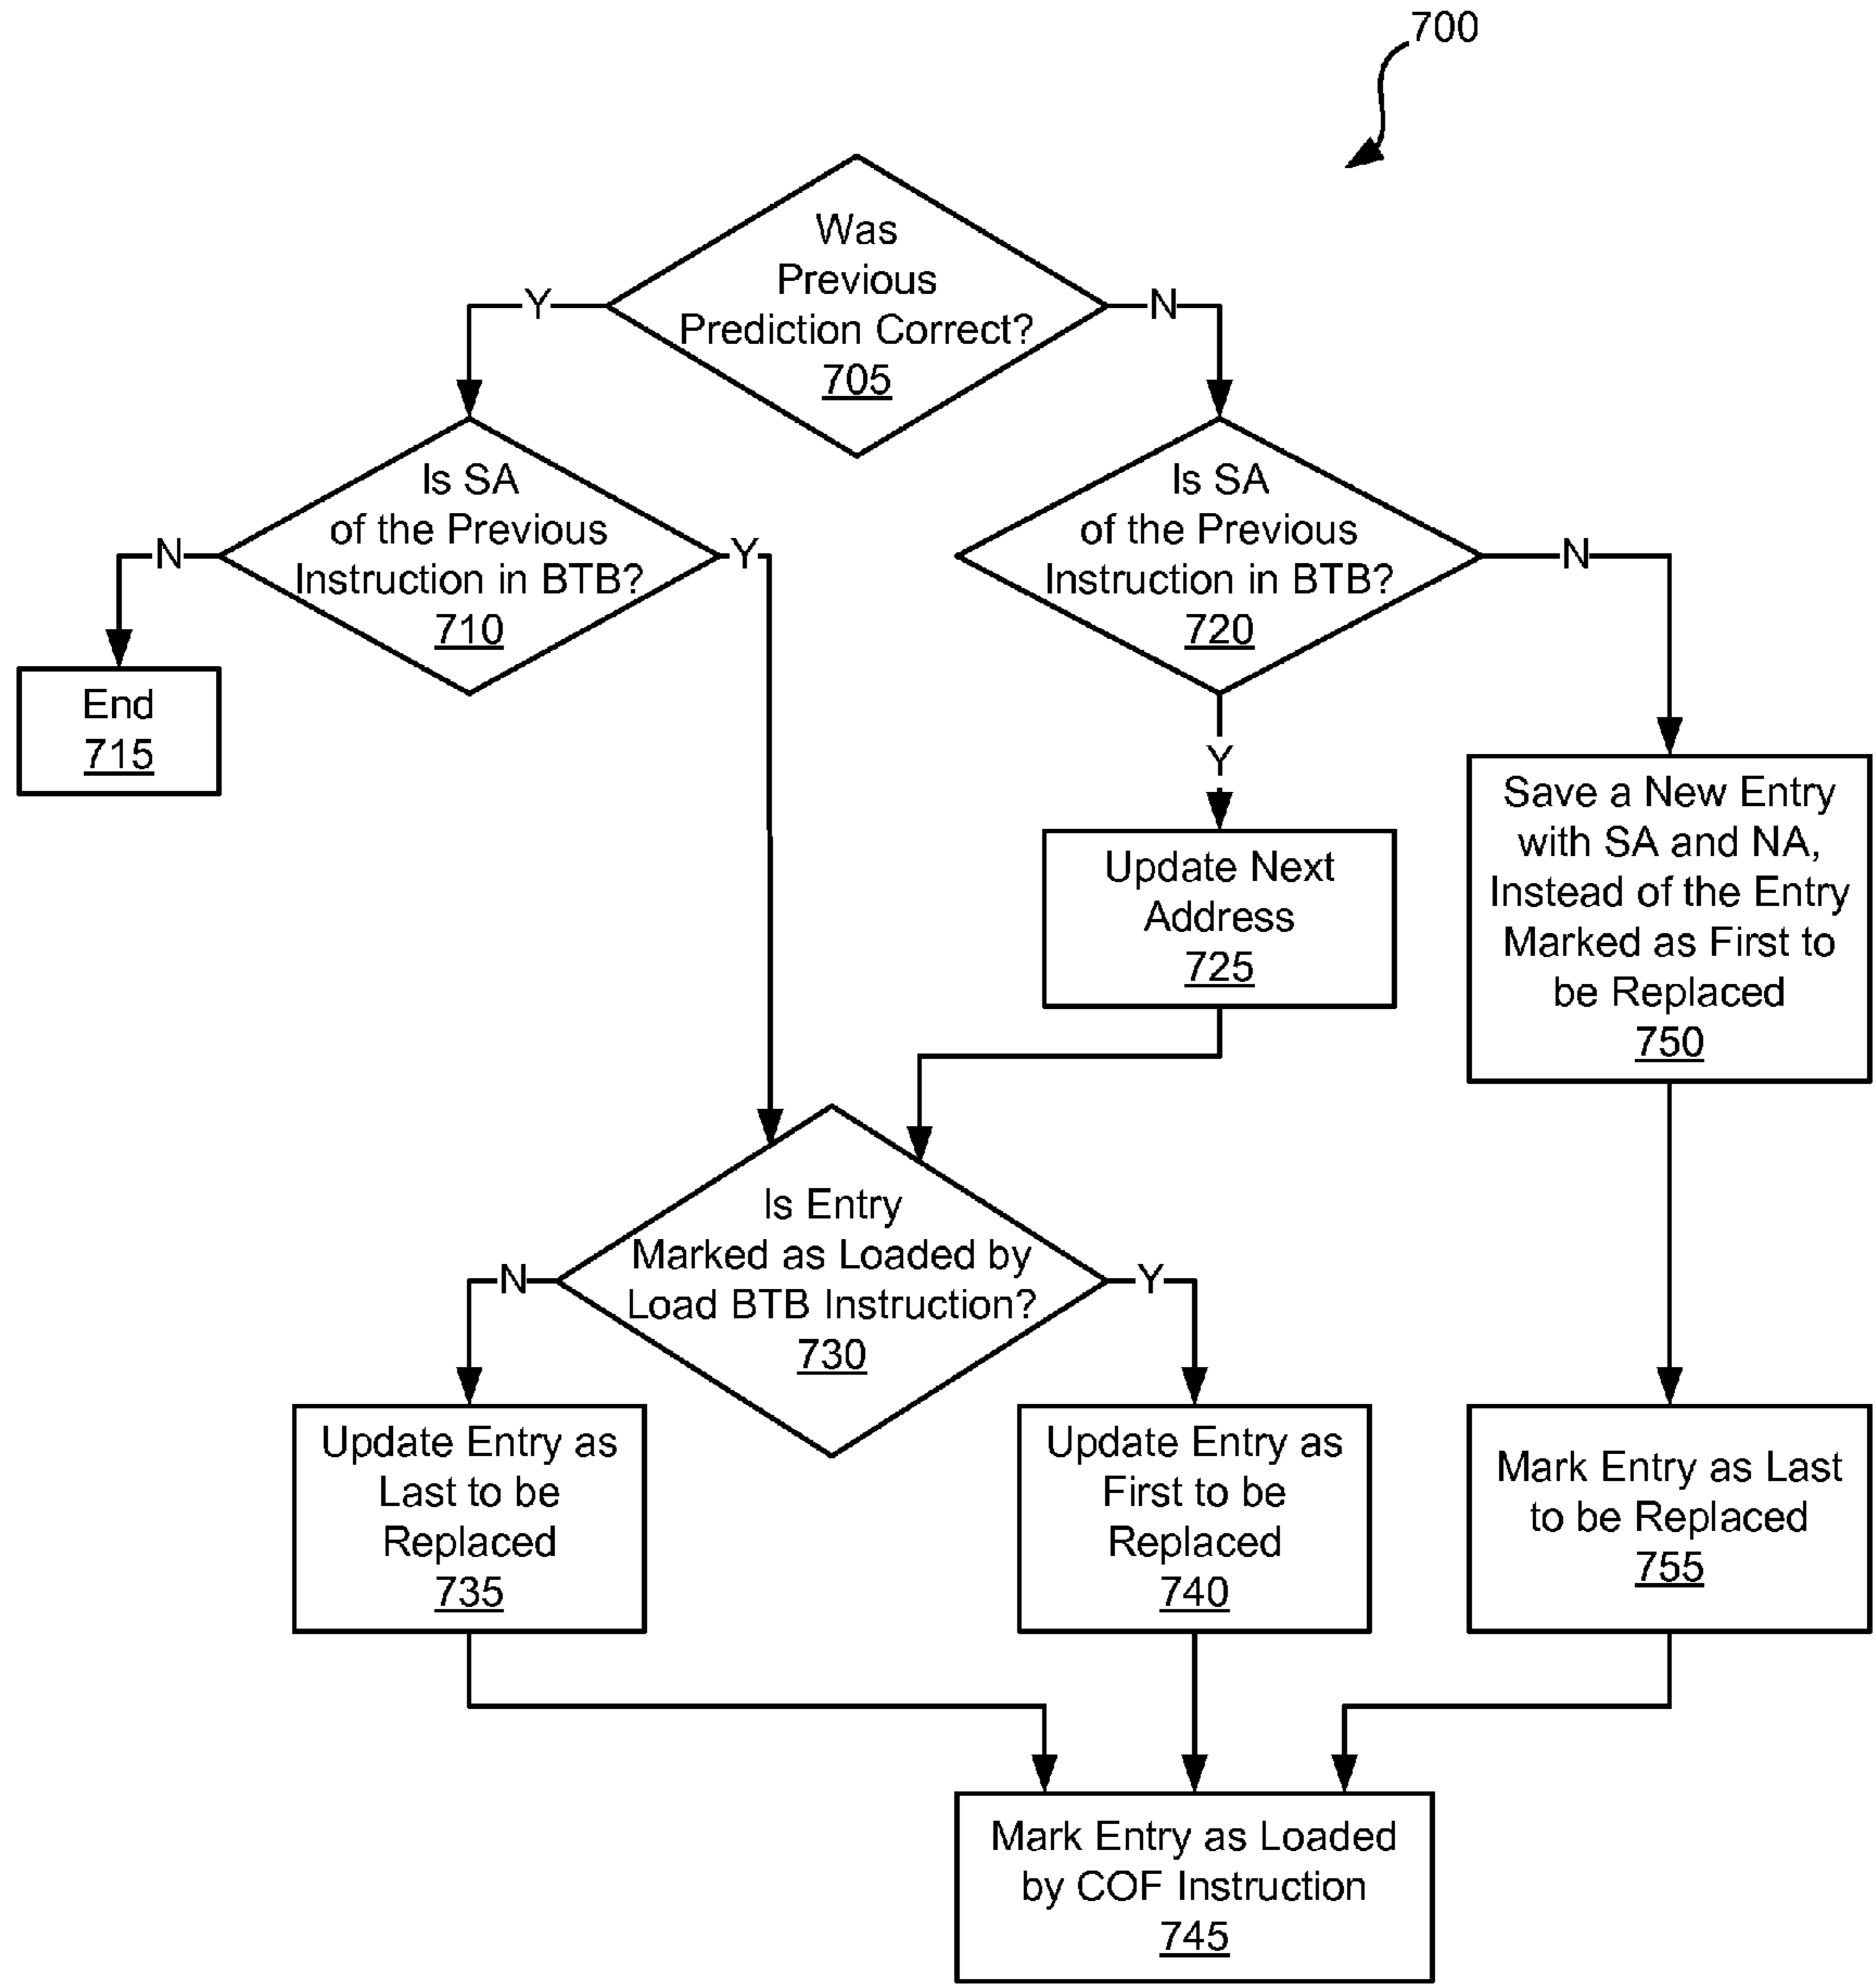 700
Was
Previous
Prediction Correct?
705
Y
N
Is SA
of the Previous
Instruction in BTB?
710
N
Y
Is SA
of the Previous
Instruction in BTB?
720
N
Y
End
715
Update Next
Address
725
Save a New Entry
with SA and NA,
Instead of the Entry
Marked as First to
be Replaced
750
Is Entry
Marked as Loaded by
Load BTB Instruction?
730
N
Y
Update Entry as
Last to be
Replaced
735
Update Entry as
First to be
Replaced
740
Mark Entry as Last
to be Replaced
755
Mark Entry as Loaded
by COF Instruction
745